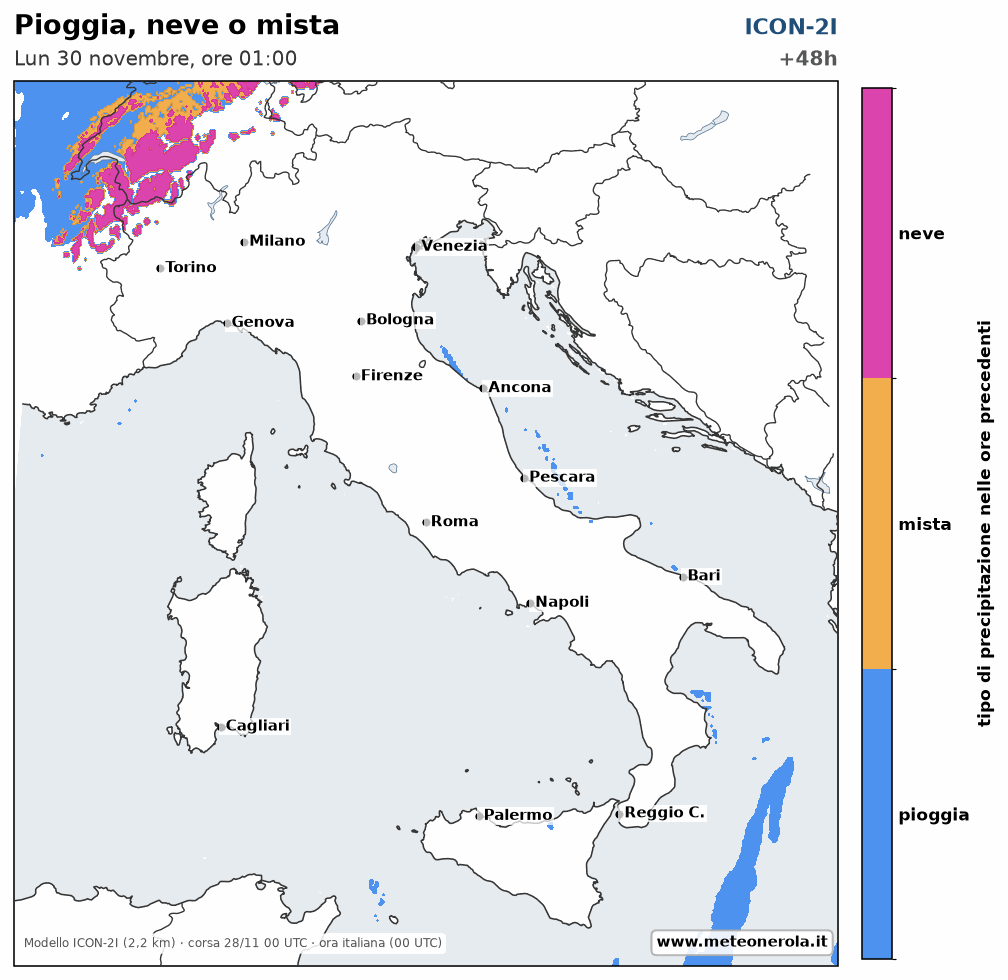 Pioggia, neve o mista
ICON-2I
Lun 30 novembre, ore 01:00
+48h
neve
mista
pioggia
tipo di precipitazione nelle ore precedenti
Milano
Venezia
Torino
Genova
Bologna
Firenze
Ancona
Pescara
Roma
Bari
Napoli
Cagliari
Palermo
Reggio C.
Modello ICON-2I (2,2 km) · corsa 28/11 00 UTC · ora italiana (00 UTC)
www.meteonerola.it